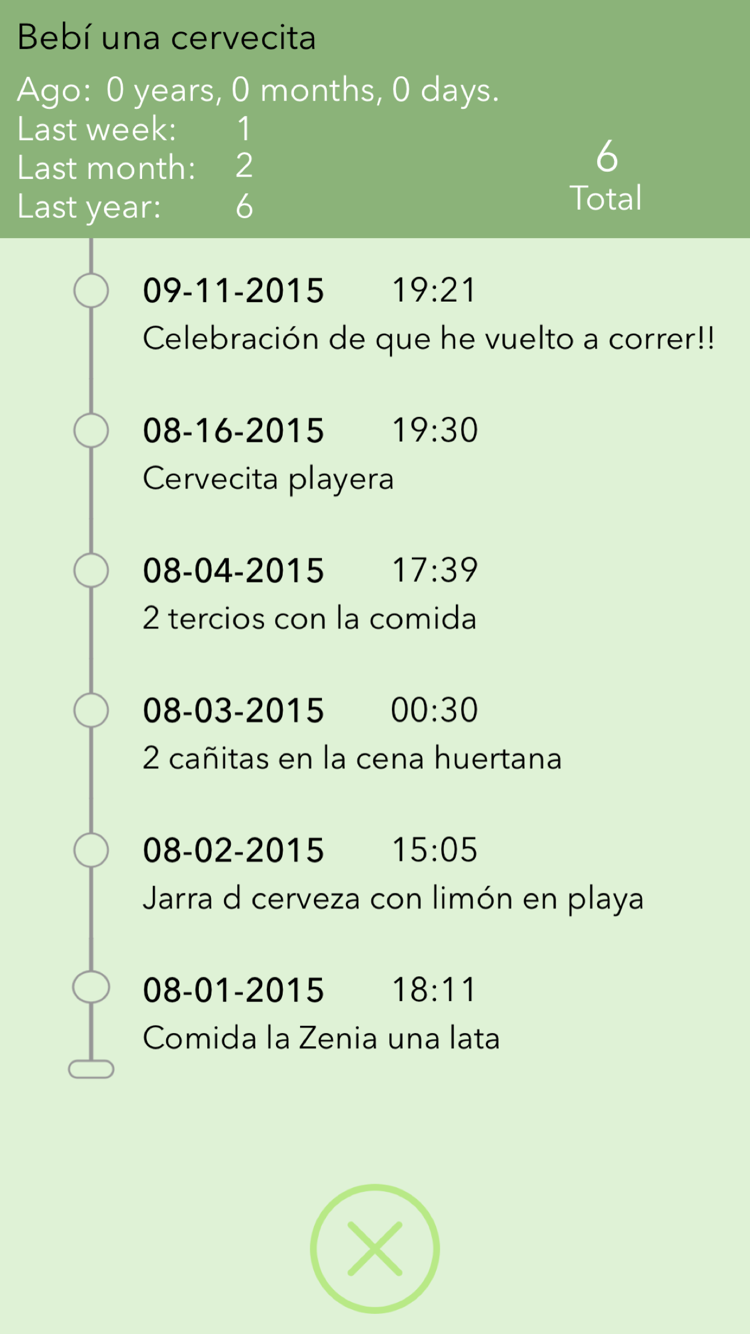 Bebí una cervecita
Ago: 0 years, 0 months, 0 days.
Last week: 1
Last month: 2
Last year: 6
6
Total
09-11-2015 19:21
Celebración de que he vuelto a correr!!
08-16-2015 19:30
Cervecita playera
08-04-2015 17:39
2 tercios con la comida
08-03-2015 00:30
2 cañitas en la cena huertana
08-02-2015 15:05
Jarra d cerveza con limón en playa
08-01-2015 18:11
Comida la Zenia una lata